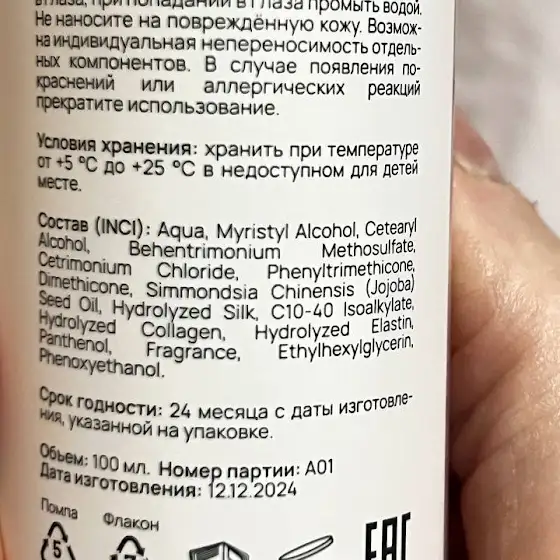 в глаза, при попадании в глаза промыть водой.
Не наносите на повреждённую кожу. Возмож-
на индивидуальная непереносимость отдель-
ных компонентов. В случае появления по-
краснений или аллергических реакций
прекратите использование.
Условия хранения: хранить при температуре
от +5 °C до +25 °C в недоступном для детей
месте.
Состав (INCI): Aqua, Myristyl Alcohol, Cetearyl
Alcohol, Behentrimonium Methosulfate,
Cetrimonium Chloride, Phenyltrimethicone,
Dimethicone, Simmondsia Chinensis (Jojoba)
Seed Oil, Hydrolyzed Silk, C10-40 Isoalkylate,
Hydrolyzed Collagen, Hydrolyzed Elastin,
Panthenol, Fragrance, Ethylhexylglycerin,
Phenoxyethanol.
Срок годности: 24 месяца с даты изготовле-
ния, указанной на упаковке.
Объем: 100 мл. Номер партии: A01
Дата изготовления: 12.12.2024
Помпа Флакон
5
EAC